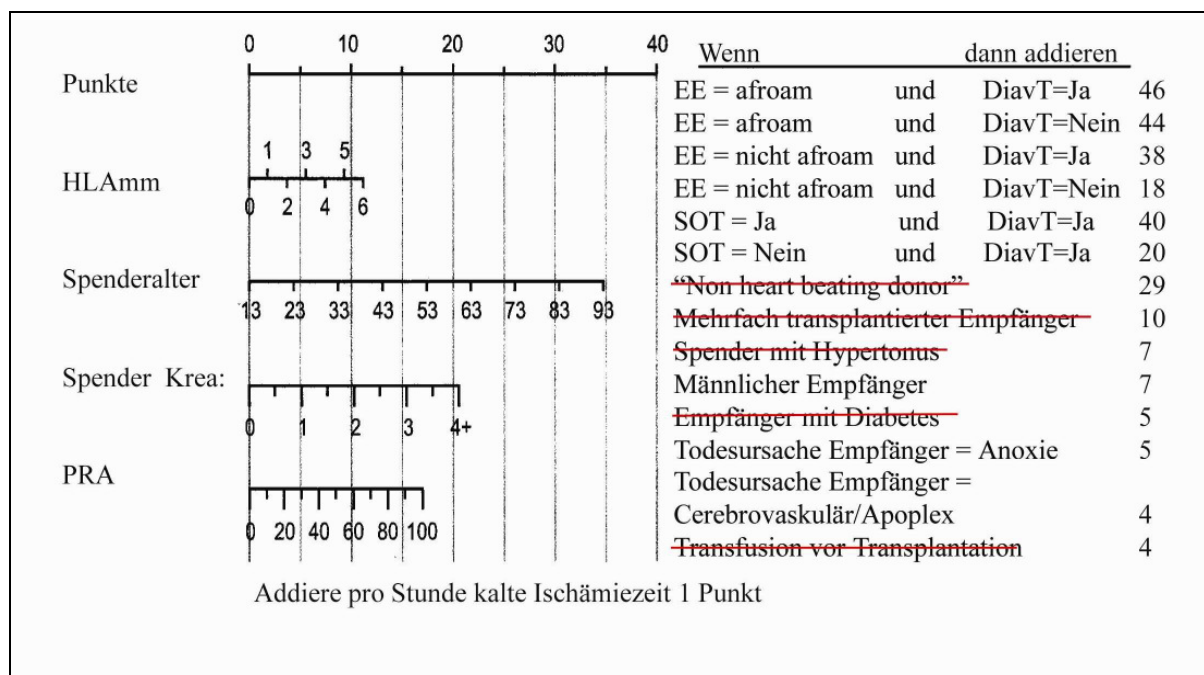 0 10 20 30 40
Punkte
1 3 5
HLAmm
0 2 4 6
Spenderalter
13 23 33 43 53 63 73 83 93
Spender Krea:
0 1 2 3 4+
PRA
0 20 40 60 80 100
Addiere pro Stunde kalte Ischämiezeit 1 Punkt
Wenn dann addieren
EE = afroam und DiavT=Ja 46
EE = afroam und DiavT=Nein 44
EE = nicht afroam und DiavT=Ja 38
EE = nicht afroam und DiavT=Nein 18
SOT = Ja und DiavT=Ja 40
SOT = Nein und DiavT=Ja 20
“Non heart beating donor” 29
Mehrfach transplantierter Empfänger 10
Spender mit Hypertonus 7
Männlicher Empfänger 7
Empfänger mit Diabetes 5
Todesursache Empfänger = Anoxie 5
Todesursache Empfänger =
Cerebrovaskulär/Apoplex 4
Transfusion vor Transplantation 4